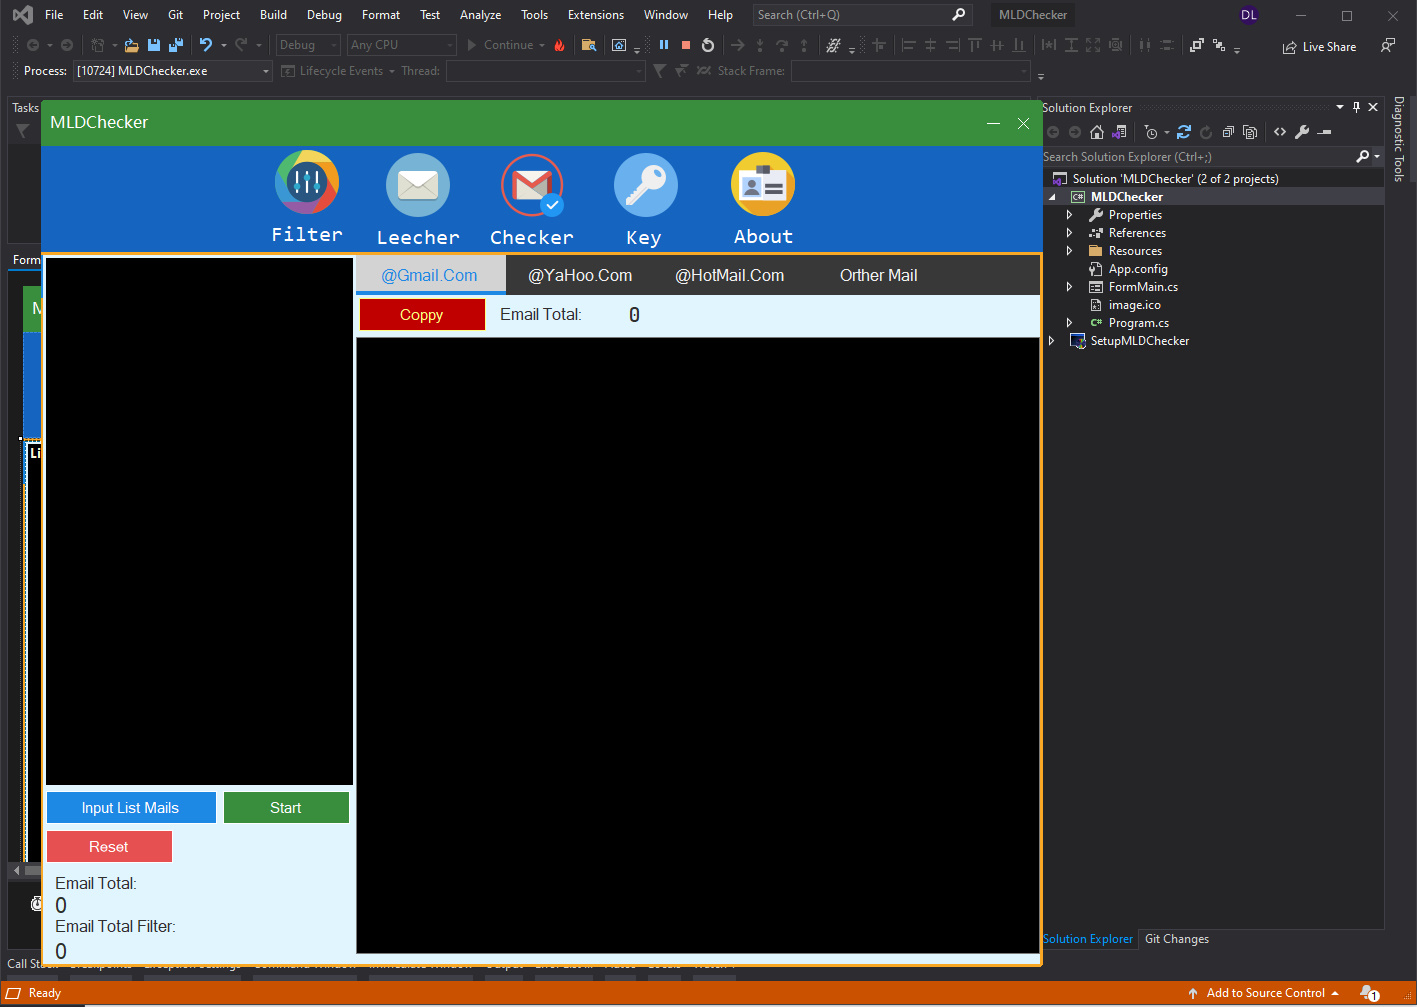 File Edit View Git Project Build Debug Format Test Analyze Tools Extensions Window Help Search (Ctrl+Q) MLDChecker DL
Debug Any CPU Continue Live Share
Process: [10724] MLDChecker.exe Lifecycle Events Thread: Stack Frame:
Tasks
MLDChecker
Filter Leecher Checker Key About
Form
@Gmail.Com @YaHoo.Com @HotMail.Com Orther Mail
Coppy Email Total: 0
M
Li
Input List Mails Start
Reset
Email Total:
0
Email Total Filter:
0
Solution Explorer
Search Solution Explorer (Ctrl+;)
Solution 'MLDChecker' (2 of 2 projects)
MLDChecker
Properties
References
Resources
App.config
FormMain.cs
image.ico
Program.cs
SetupMLDChecker
Solution Explorer Git Changes
Diagnostic Tools
Call St
Ready Add to Source Control 1